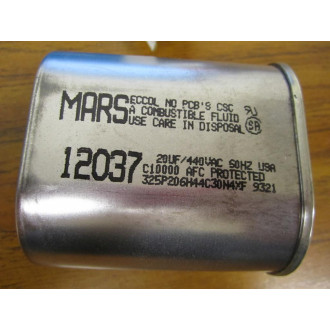 MARS ECCOL NO PCB'S CSC
A COMBUSTIBLE FLUID
USE CARE IN DISPOSAL SA
12037 20UF/440VAC 50HZ USA
C10000 AFC PROTECTED
325P206H44C30N4XF 9321